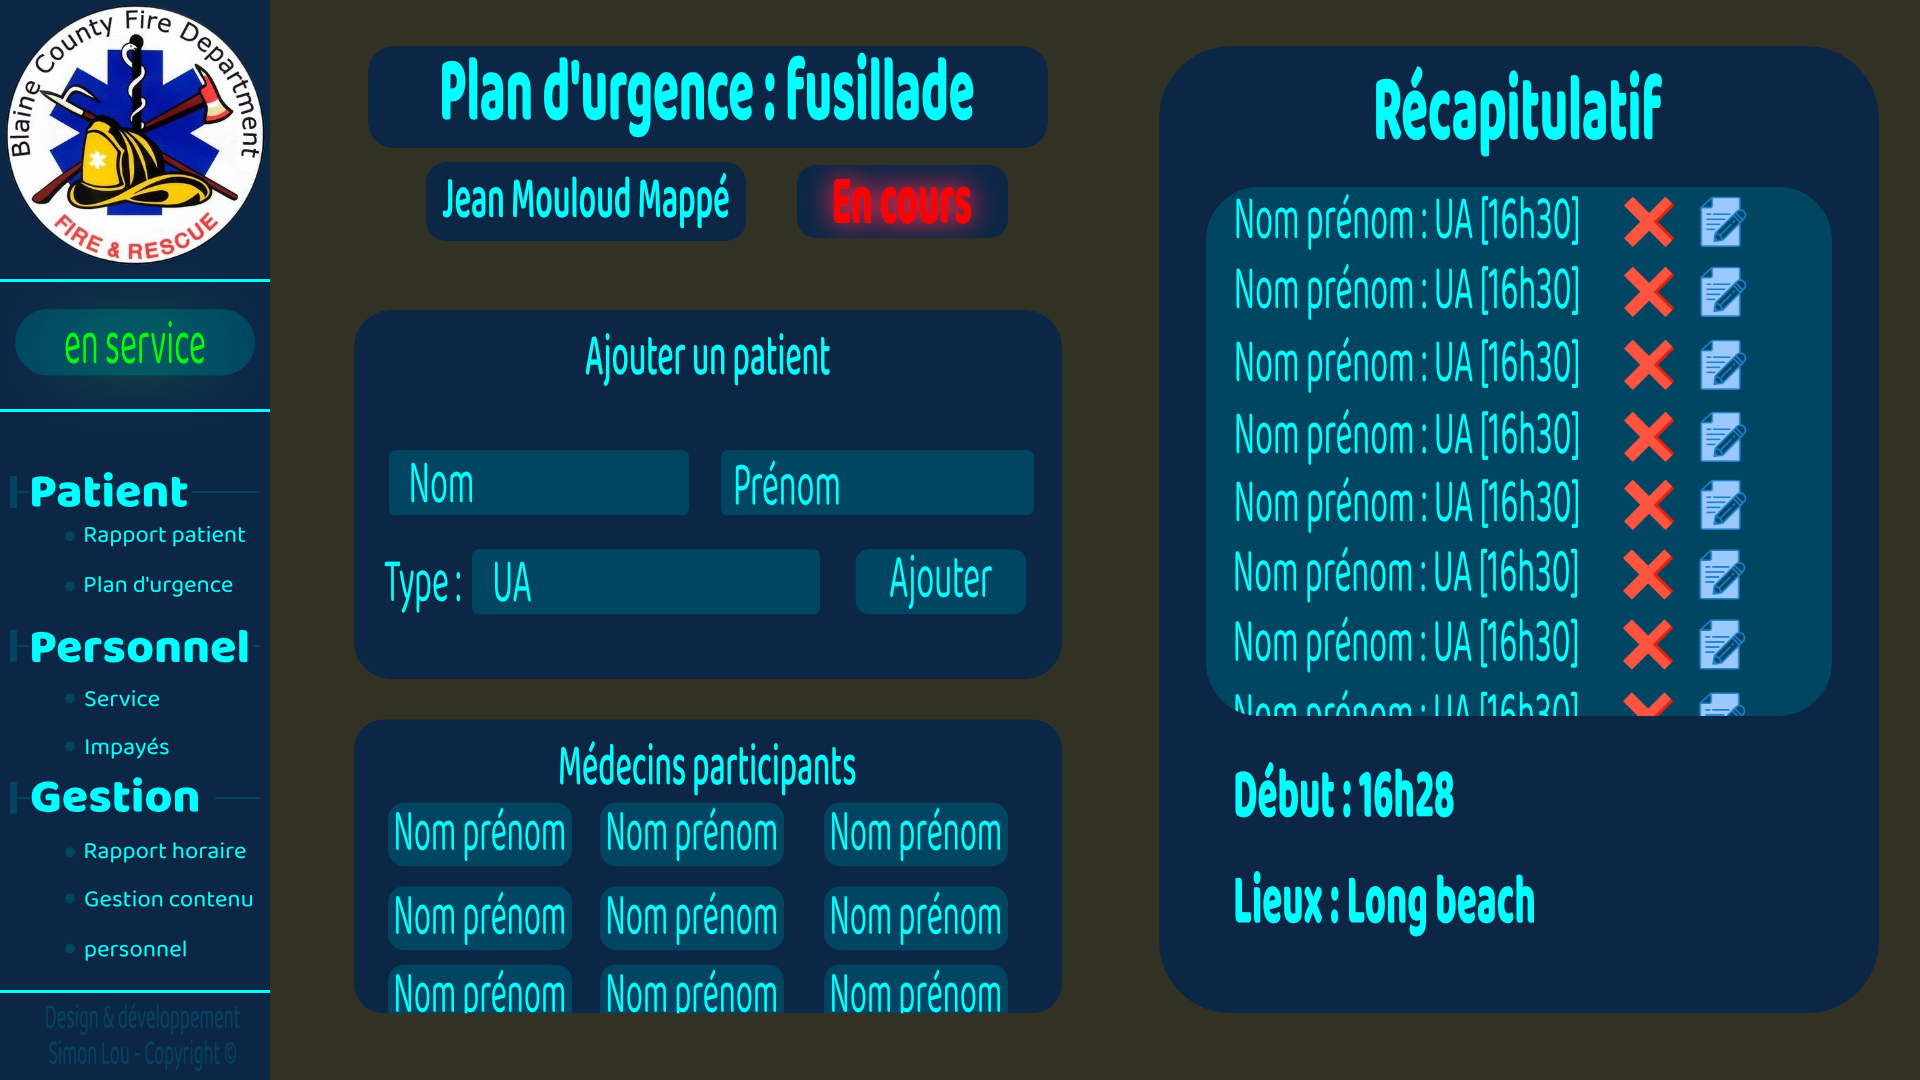 Blaine County Fire Department
FIRE & RESCUE
en service
Patient
Rapport patient
Plan d'urgence
Personnel
Service
Impayés
Gestion
Rapport horaire
Gestion contenu
personnel
Design & développement
Simon Lou - Copyright ©
Plan d'urgence : fusillade
Jean Mouloud Mappé
En cours
Ajouter un patient
Nom
Prénom
Type :
UA
Ajouter
Médecins participants
Nom prénom Nom prénom Nom prénom
Nom prénom Nom prénom Nom prénom
Nom prénom Nom prénom Nom prénom
Récapitulatif
Nom prénom : UA [16h30]
Nom prénom : UA [16h30]
Nom prénom : UA [16h30]
Nom prénom : UA [16h30]
Nom prénom : UA [16h30]
Nom prénom : UA [16h30]
Nom prénom : UA [16h30]
Nom prénom : UA [16h30]
Début : 16h28
Lieux : Long beach